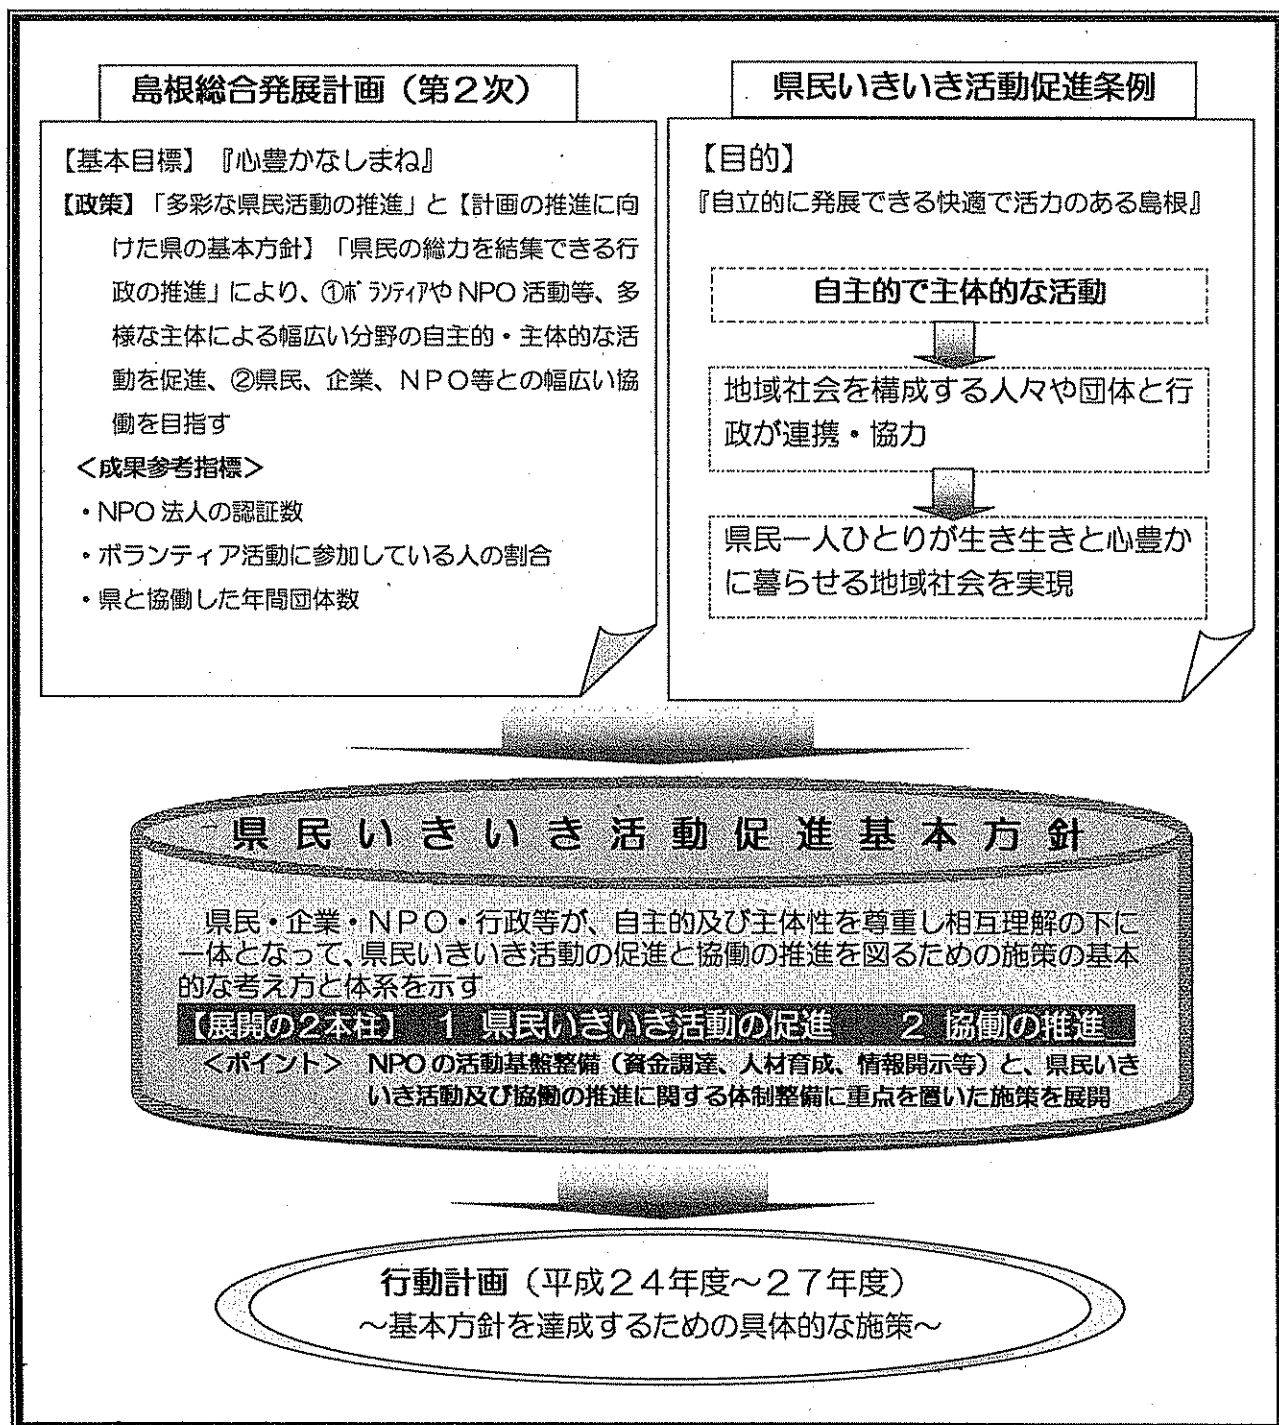 島根総合発展計画（第２次）
【基本目標】『心豊かなしまね』
【政策】「多彩な県民活動の推進」と【計画の推進に向
けた県の基本方針】「県民の総力を結集できる行
政の推進」により、①ﾎﾞﾗﾝﾃｨｱや NPO 活動等、多
様な主体による幅広い分野の自主的・主体的な活
動を促進、②県民、企業、ＮＰＯ等との幅広い協
働を目指す
＜成果参考指標＞
・NPO 法人の認証数
・ボランティア活動に参加している人の割合
・県と協働した年間団体数
県民いきいき活動促進条例
【目的】
『自立的に発展できる快適で活力のある島根』
自主的で主体的な活動
地域社会を構成する人々や団体と行
政が連携・協力
県民一人ひとりが生き生きと心豊か
に暮らせる地域社会を実現
県民いきいき活動促進基本方針
県民・企業・ＮＰＯ・行政等が、自主的及び主体性を尊重し相互理解の下に
一体となって、県民いきいき活動の促進と協働の推進を図るための施策の基本
的な考え方と体系を示す
【展開の２本柱】　１　県民いきいき活動の促進　　２　協働の推進
＜ポイント＞　NPO の活動基盤整備（資金調達、人材育成、情報開示等）と、県民いき
いき活動及び協働の推進に関する体制整備に重点を置いた施策を展開
行動計画（平成２４年度～２７年度）
～基本方針を達成するための具体的な施策～